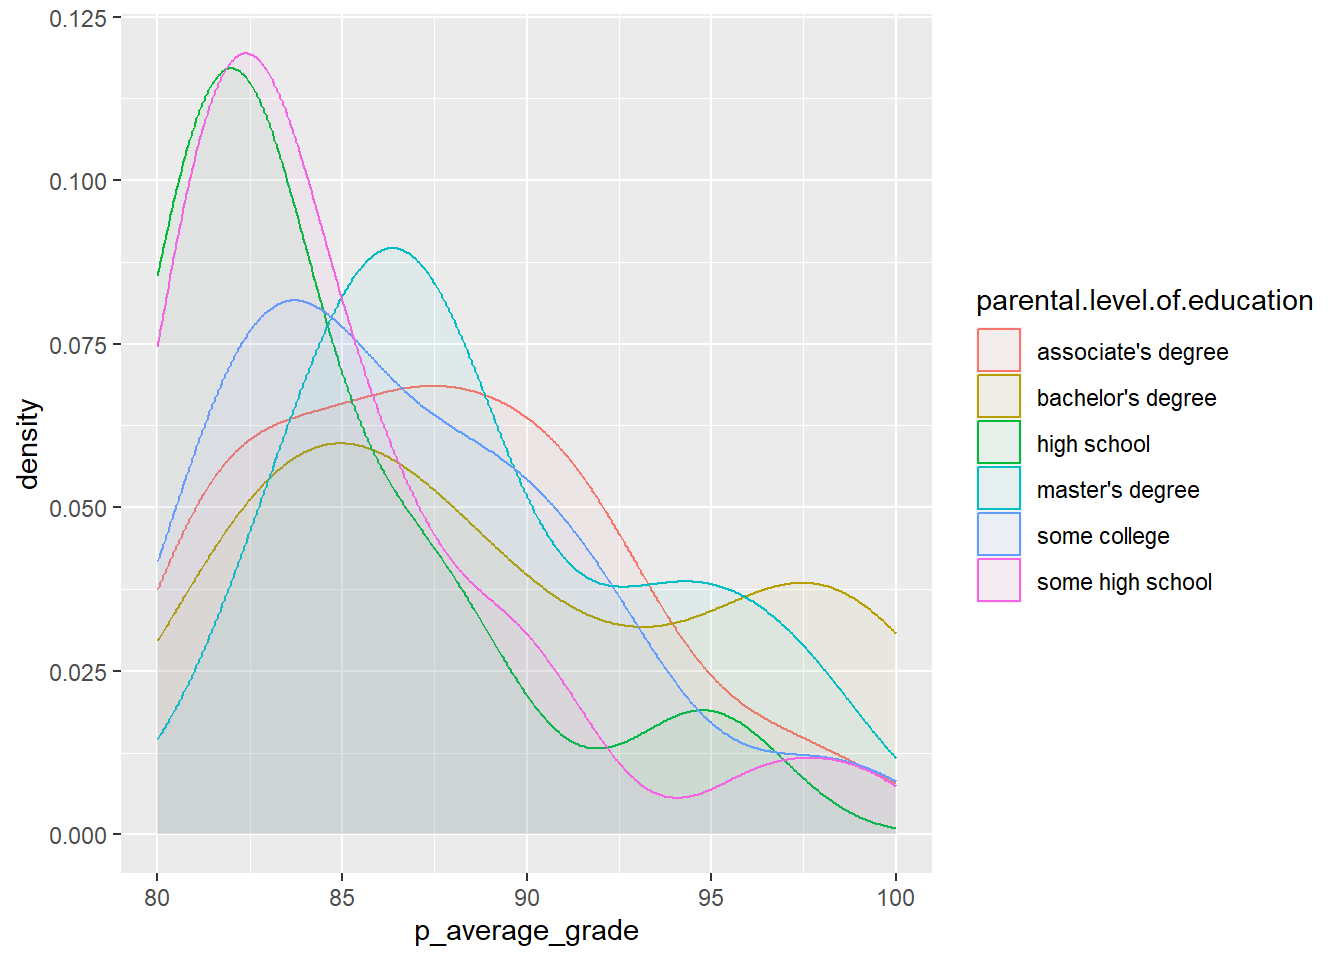 0.125
0.100
0.075
0.050
0.025
0.000
density
80 85 90 95 100
p_average_grade
parental.level.of.education
associate's degree
bachelor's degree
high school
master's degree
some college
some high school